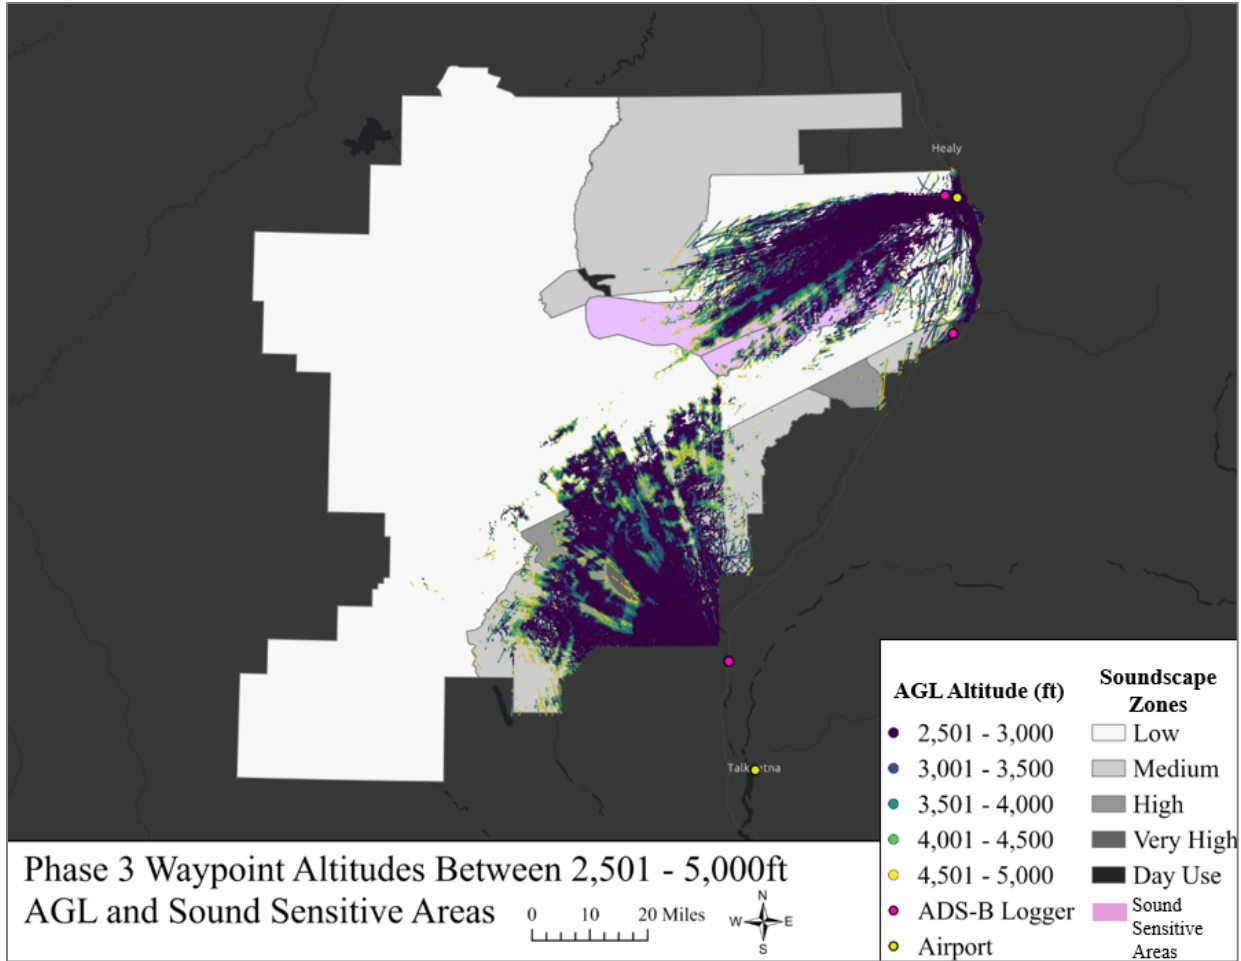 Healy
Talkeetna
Phase 3 Waypoint Altitudes Between 2,501 - 5,000ft
AGL and Sound Sensitive Areas
0 10 20 Miles
N
W E
S
AGL Altitude (ft)
2,501 - 3,000
3,001 - 3,500
3,501 - 4,000
4,001 - 4,500
4,501 - 5,000
ADS-B Logger
Airport
Soundscape
Zones
Low
Medium
High
Very High
Day Use
Sound
Sensitive
Areas